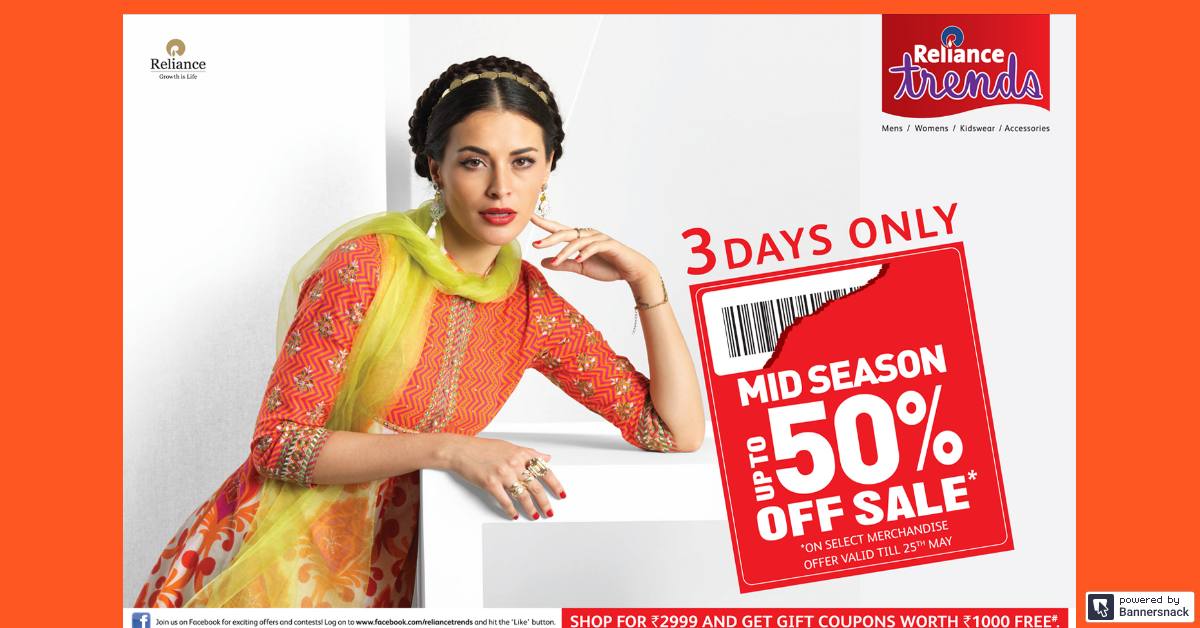 Reliance
Growth is Life
Reliance
trends
Mens / Womens / Kidswear / Accessories
3 DAYS ONLY
MID SEASON
UP TO 50%
OFF SALE*
*ON SELECT MERCHANDISE
OFFER VALID TILL 25TH MAY
Join us on Facebook for exciting offers and contests! Log on to www.facebook.com/reliancetrends and hit the 'Like' button.
SHOP FOR ₹2999 AND GET GIFT COUPONS WORTH ₹1000 FREE#.
powered by
Bannersnack